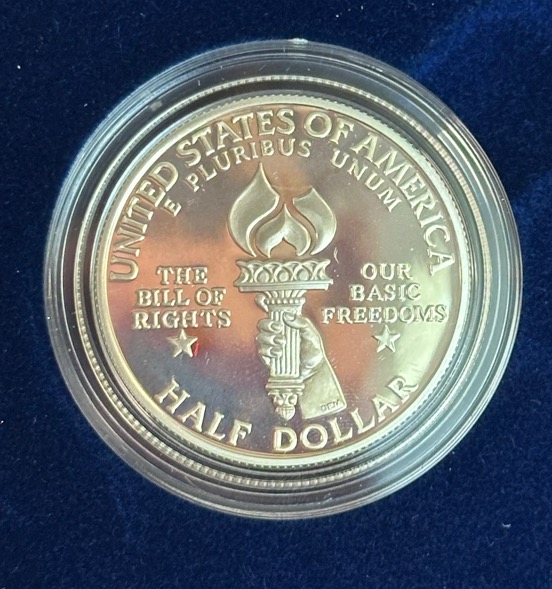 UNITED STATES OF AMERICA
E PLURIBUS UNUM
THE
BILL OF
RIGHTS
OUR
BASIC
FREEDOMS
HALF DOLLAR